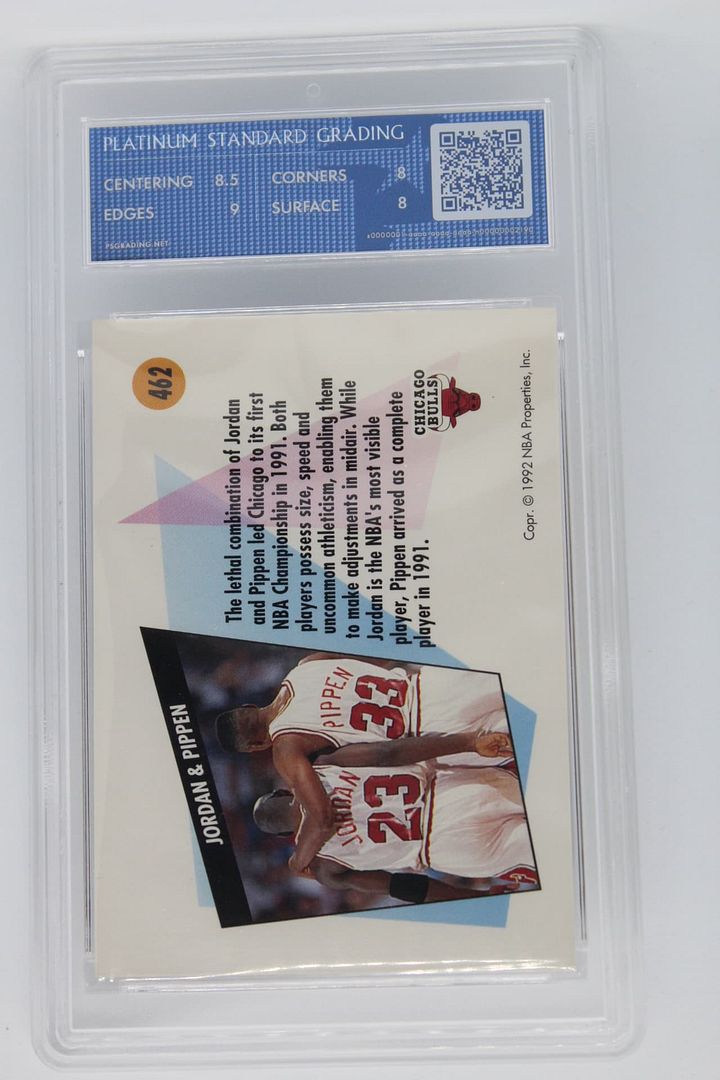 PLATINUM STANDARD GRADING
CENTERING 8.5 CORNERS 8
EDGES 9 SURFACE 8
PSGRADING.NET
462
The lethal combination of Jordan
and Pippen led Chicago to its first
NBA Championship in 1991. Both
players possess size, speed and
uncommon athleticism, enabling them
to make adjustments in midair. While
Jordan is the NBA's most visible
player, Pippen arrived as a complete
player in 1991.
CHICAGO
BULLS
Copr. © 1992 NBA Properties, Inc.
JORDAN & PIPPEN
PIPPEN
33
JORDAN
23